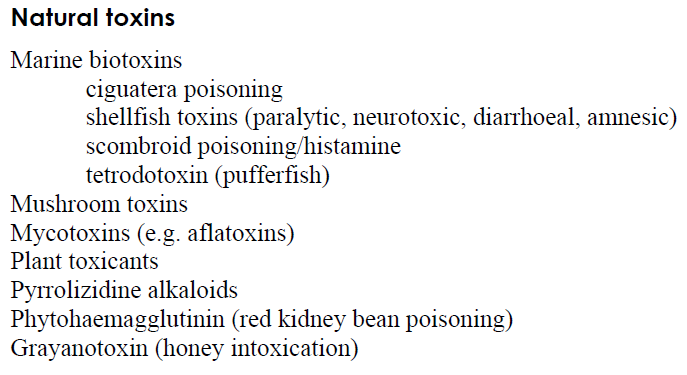 Natural toxins
Marine biotoxins
ciguatera poisoning
shellfish toxins (paralytic, neurotoxic, diarrhoeal, amnesic)
scombroid poisoning/histamine
tetrodotoxin (pufferfish)
Mushroom toxins
Mycotoxins (e.g. aflatoxins)
Plant toxicants
Pyrrolizidine alkaloids
Phytohaemagglutinin (red kidney bean poisoning)
Grayanotoxin (honey intoxication)